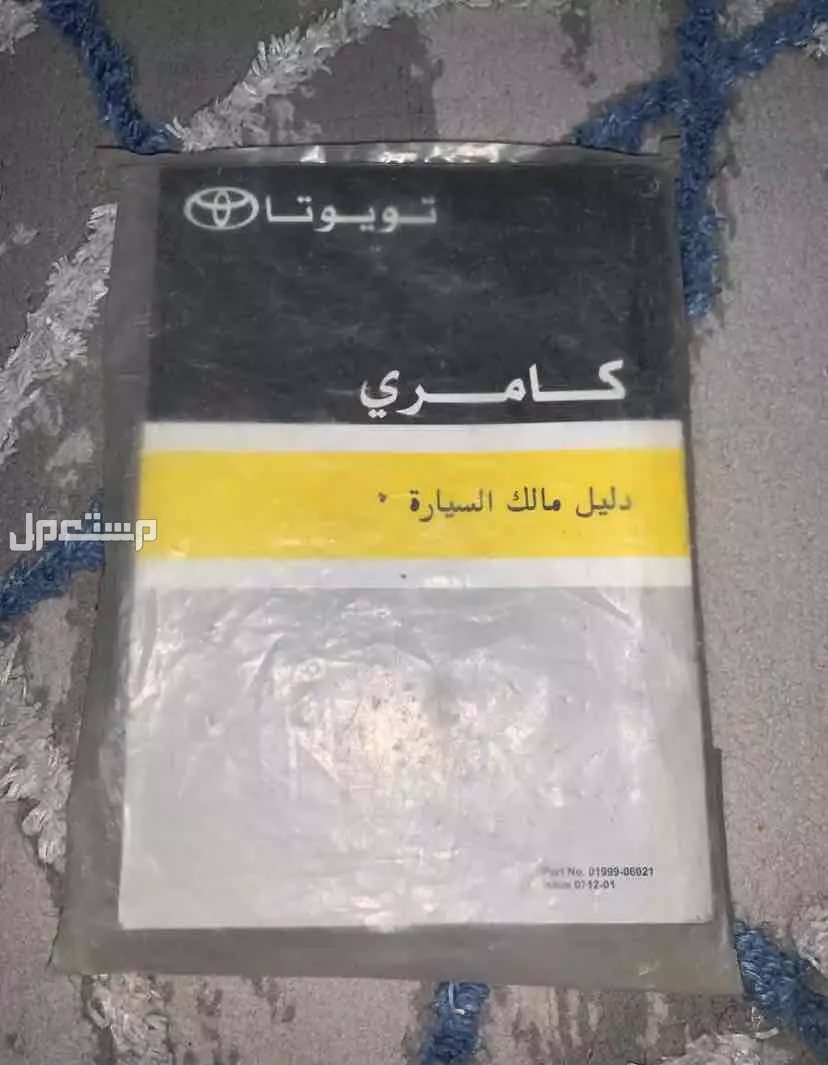 تويوتا
كامري
دليل مالك السيارة
مستعمل
Part No. 01999-06021
Issue 0712-01